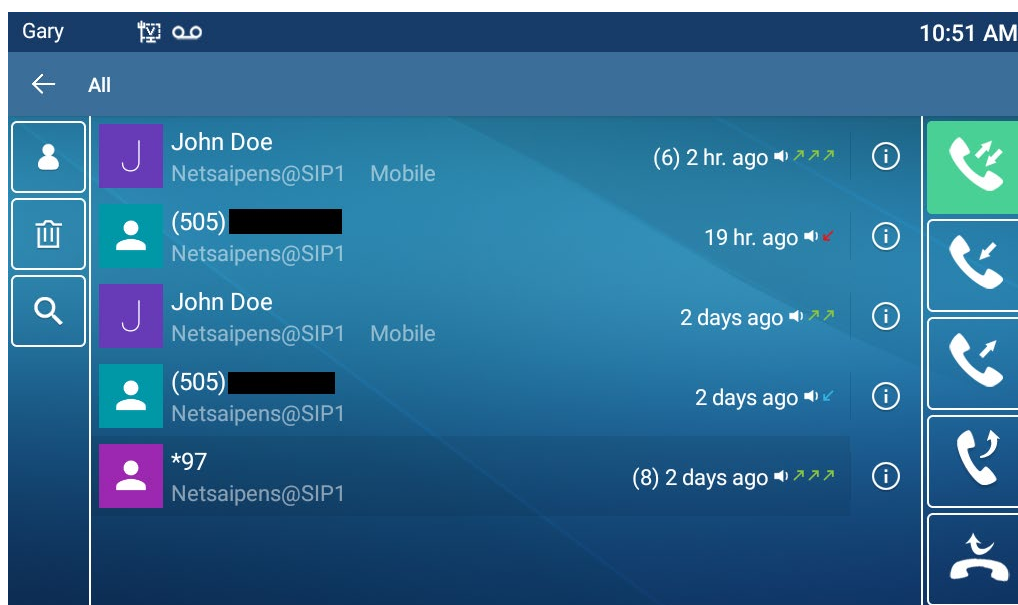 Gary
10:51 AM
All
J
John Doe
(6) 2 hr. ago
Netsaipens@SIP1 Mobile
(505)
19 hr. ago
Netsaipens@SIP1
J
John Doe
2 days ago
Netsaipens@SIP1 Mobile
(505)
2 days ago
Netsaipens@SIP1
*97
(8) 2 days ago
Netsaipens@SIP1